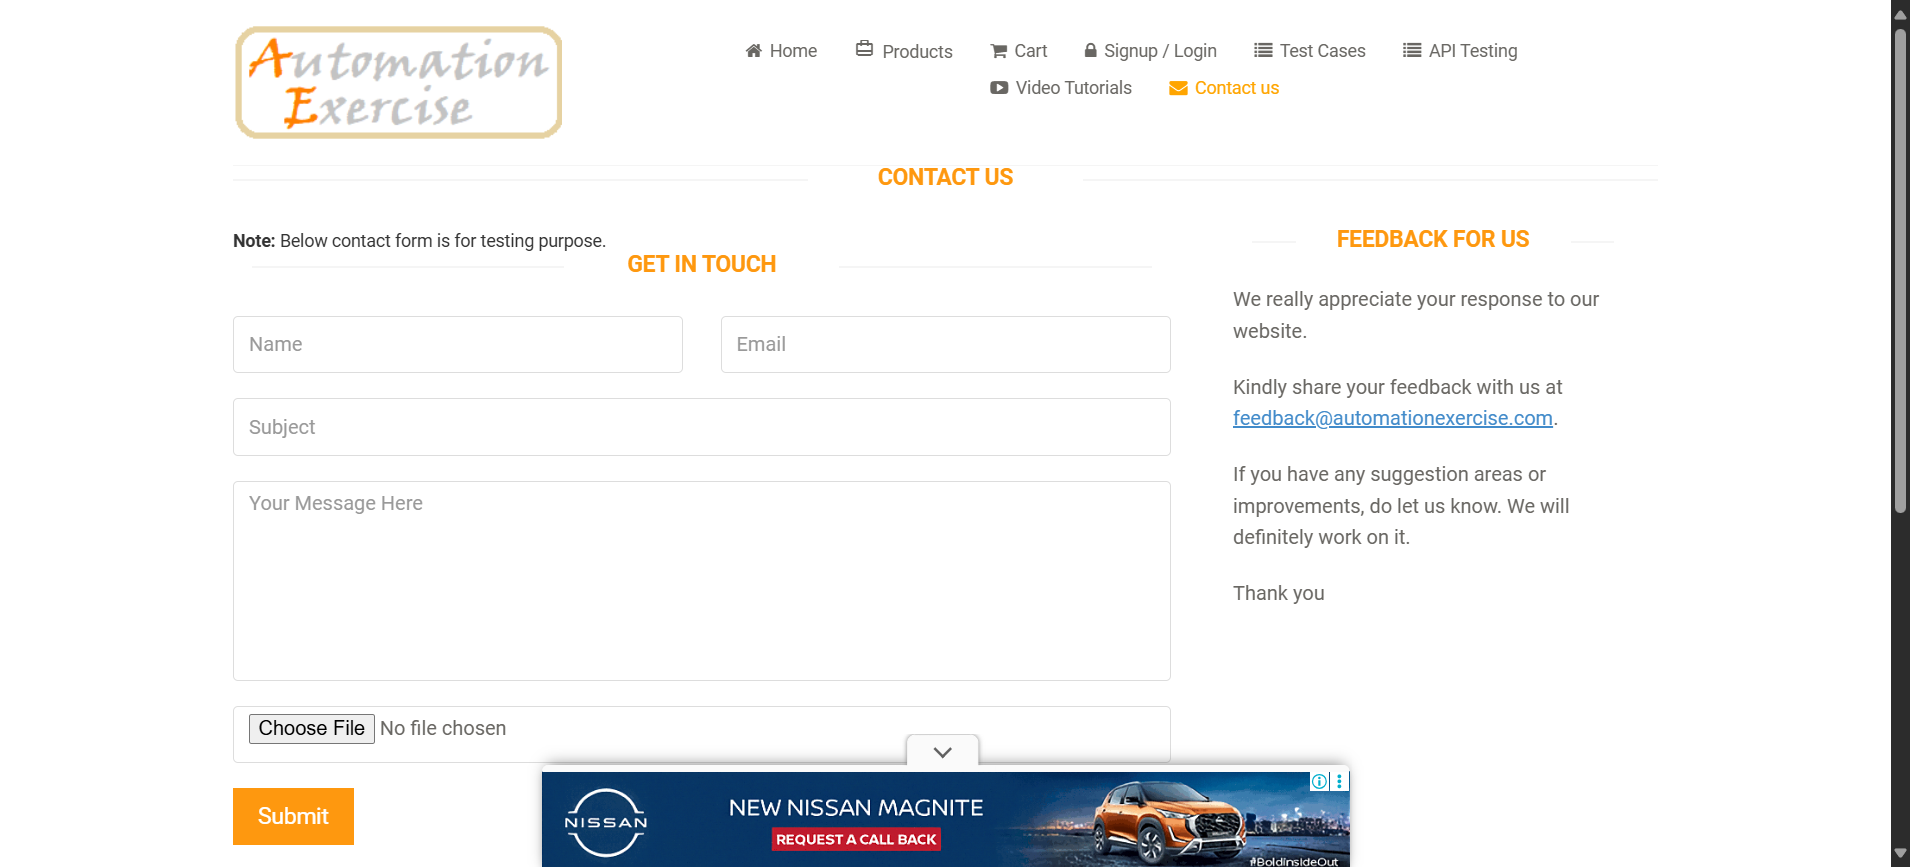 Automation
Exercise
Home
Products
Cart
Signup / Login
Test Cases
API Testing
Video Tutorials
Contact us
CONTACT US
Note: Below contact form is for testing purpose.
GET IN TOUCH
Name
Email
Subject
Your Message Here
Choose File No file chosen
Submit
FEEDBACK FOR US
We really appreciate your response to our
website.
Kindly share your feedback with us at
feedback@automationexercise.com.
If you have any suggestion areas or
improvements, do let us know. We will
definitely work on it.
Thank you
NISSAN
NEW NISSAN MAGNITE
REQUEST A CALL BACK
#BoldInsideOut